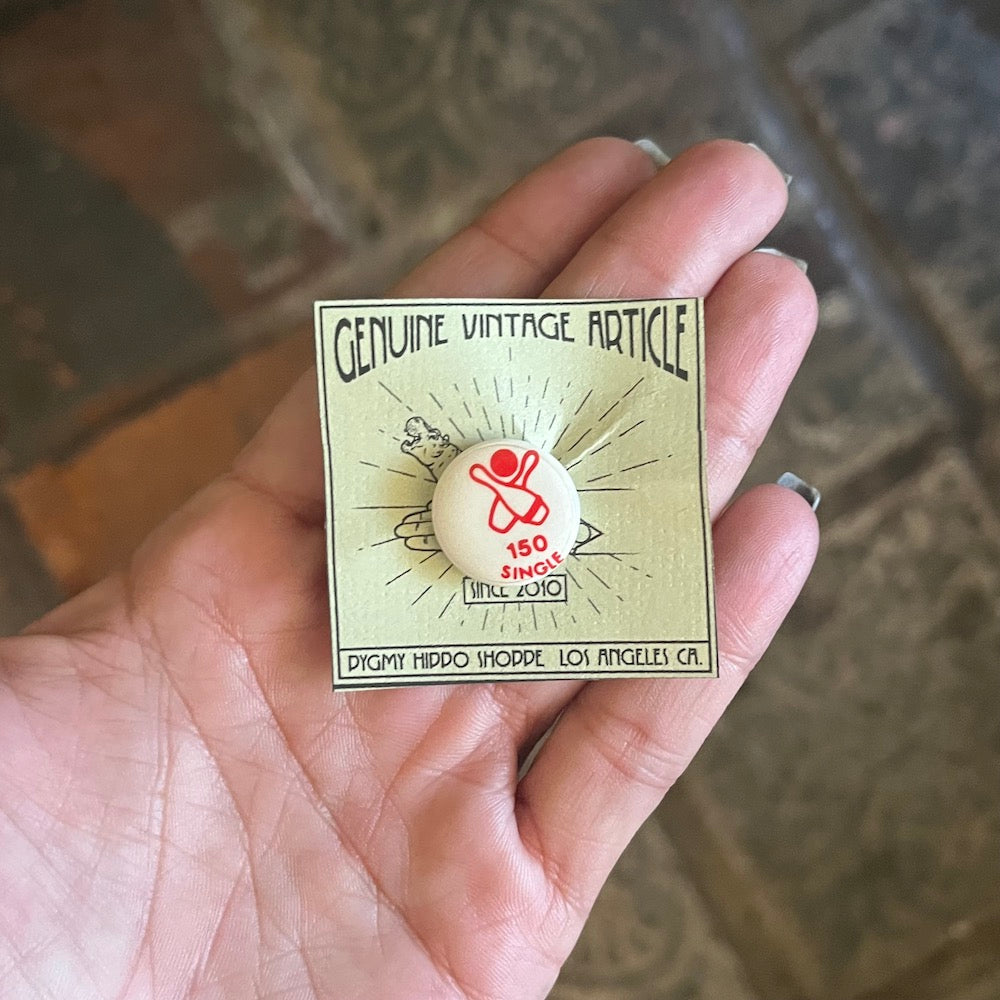 GENUINE VINTAGE ARTICLE
150
SINGLE
SINCE 2010
PYGMY HIPPO SHOPPE LOS ANGELES CA.